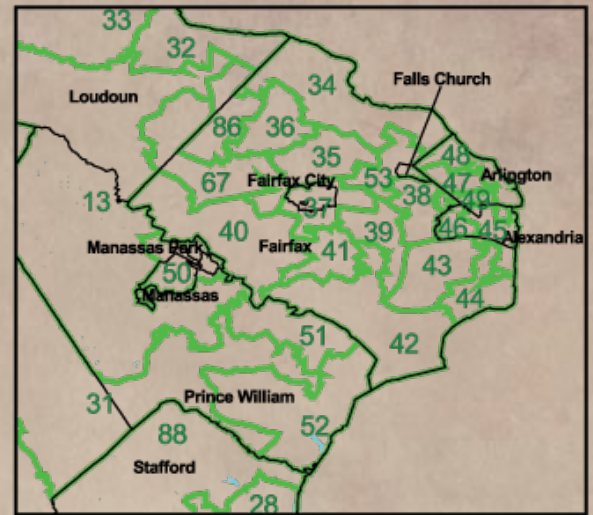 33
32
34
Falls Church
Loudoun
86
36
48
35
53
47
Arlington
67
Fairfax City
13
38
49
37
40
46
45
39
Alexandria
Manassas Park
Fairfax
41
50
43
Manassas
44
51
42
31
Prince William
88
52
Stafford
28